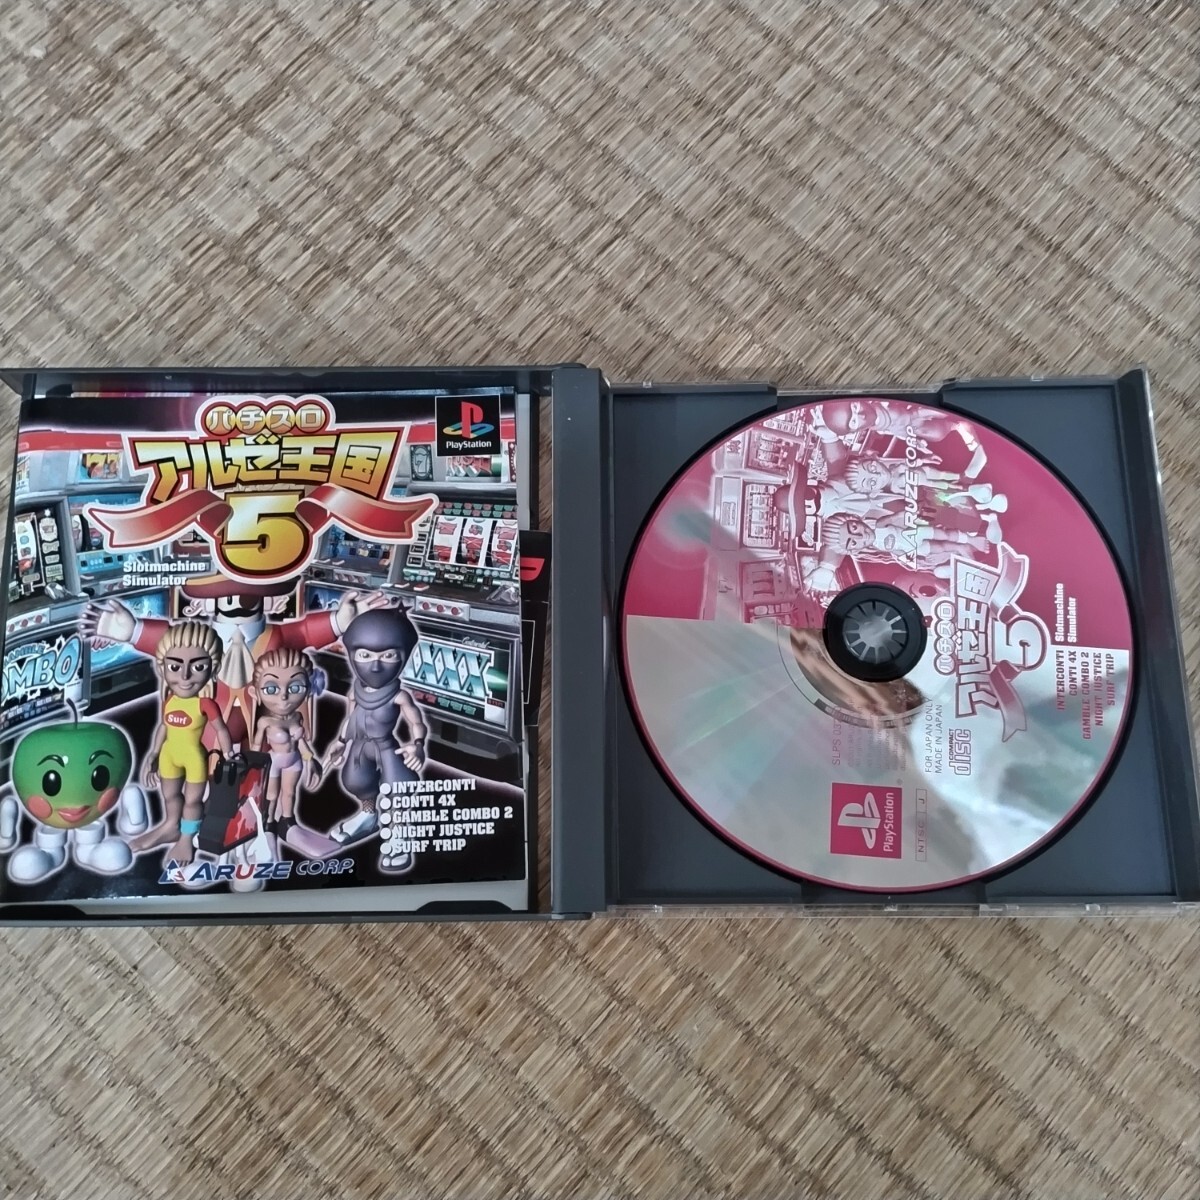 パチスロ
アルゼ王国
5
Slotmachine
Simulator
PlayStation
Surf
XXX
●INTERCONTI
●CONTI 4X
●GAMBLE COMBO 2
●NIGHT JUSTICE
●SURF TRIP
ARUZE CORP.
ARUZE CORP.
パチスロ
アルゼ王国
5
Slotmachine
Simulator
INTERCONTI
CONTI 4X
GAMBLE COMBO 2
NIGHT JUSTICE
SURF TRIP
FOR JAPAN ONLY
MADE IN JAPAN
COMPACT
disc
PlayStation
NTSC J